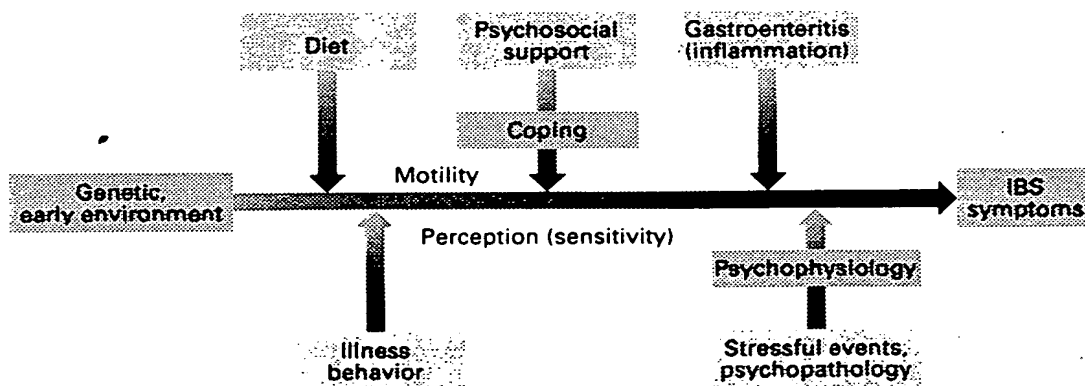 Diet
Psychosocial
support
Gastroenteritis
(inflammation)
Coping
Motility
Genetic,
early environment
IBS
symptoms
Perception (sensitivity)
Psychophysiology
Illness
behavior
Stressful events,
psychopathology